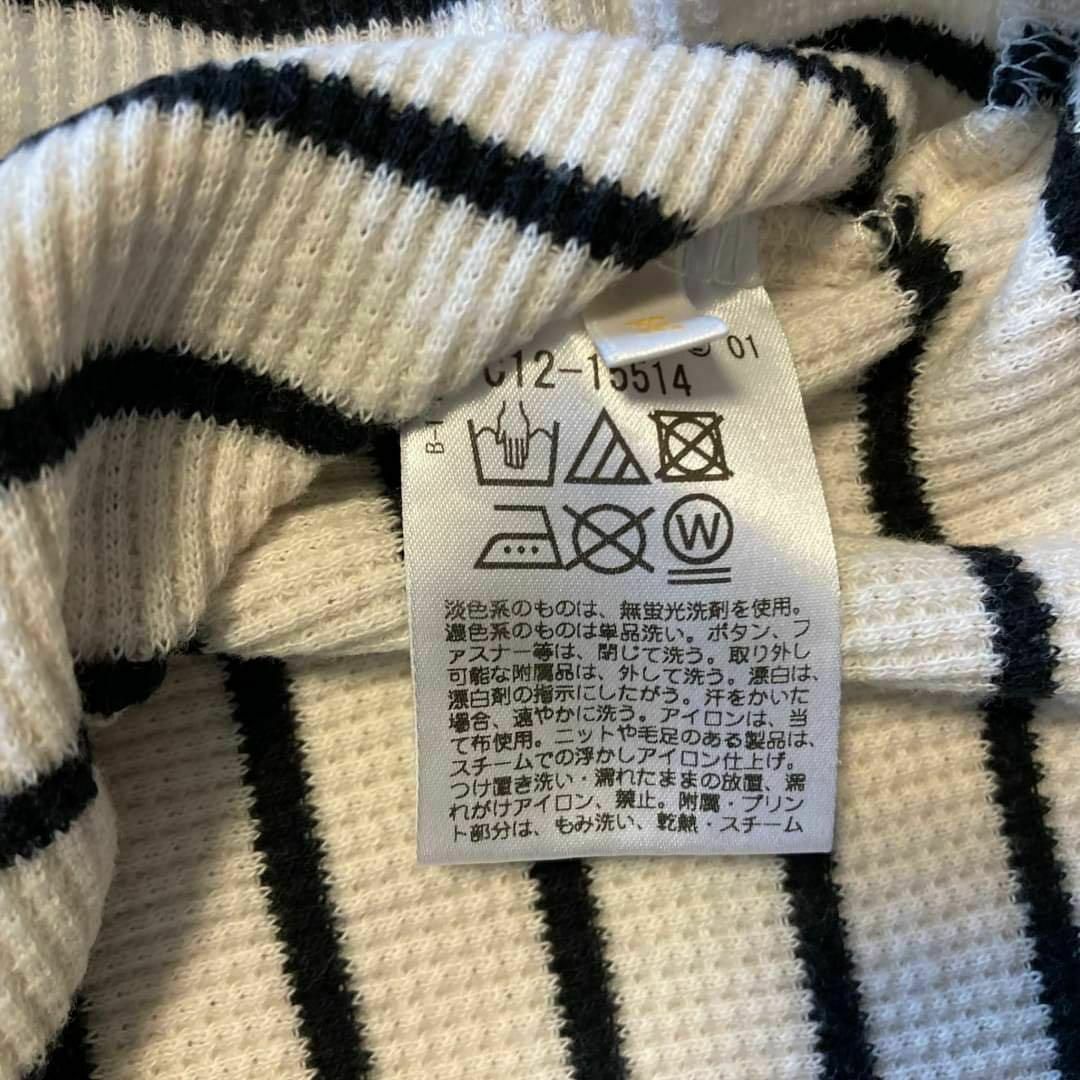 01
C12-15514
B-
W
淡色系のものは、無蛍光洗剤を使用。
濃色系のものは単品洗い。ボタン、フ
ァスナー等は、閉じて洗う。取り外し
可能な附属品は、外して洗う。漂白は、
漂白剤の指示にしたがう。汗をかいた
場合、速やかに洗う。アイロンは、当
て布使用。ニットや毛足のある製品は、
スチームでの浮かしアイロン仕上げ。
つけ置き洗い・濡れたままの放置、濡
れがけアイロン、禁止。附属・プリン
ト部分は、もみ洗い、乾熱・スチーム